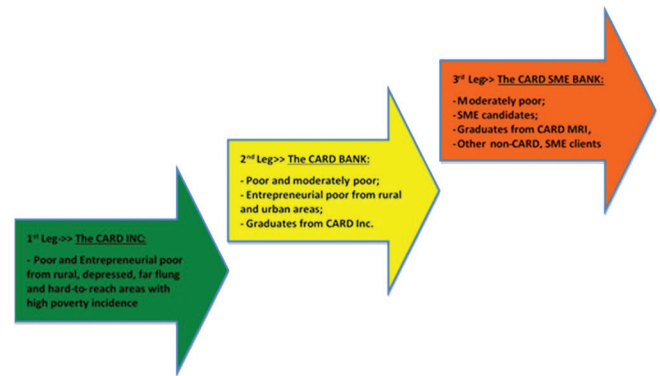 1st Leg->> The CARD INC:
- Poor and Entrepreneurial poor
from rural, depressed, far flung
and hard-to-reach areas with
high poverty incidence
2nd Leg>> The CARD BANK:
- Poor and moderately poor;
- Entrepreneurial poor from rural
and urban areas;
- Graduates from CARD Inc.
3rd Leg>> The CARD SME BANK:
-Moderately poor;
-SME candidates;
-Graduates from CARD MRI,
-Other non-CARD, SME clients